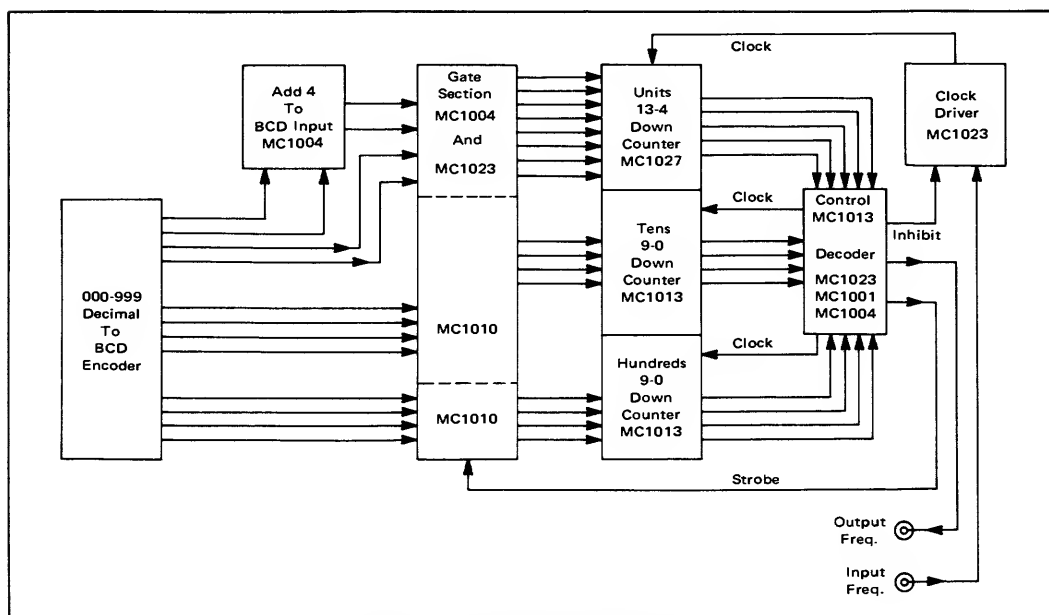 Clock
Add 4
To
BCD Input
MC1004
Gate
Section
MC1004
And
MC1023
MC1010
MC1010
Units
13-4
Down
Counter
MC1027
Clock
Tens
9-0
Down
Counter
MC1013
Clock
Hundreds
9-0
Down
Counter
MC1013
Clock
Driver
MC1023
Control
MC1013
Decoder
MC1023
MC1001
MC1004
Inhibit
000-999
Decimal
To
BCD
Encoder
Strobe
Output
Freq.
Input
Freq.